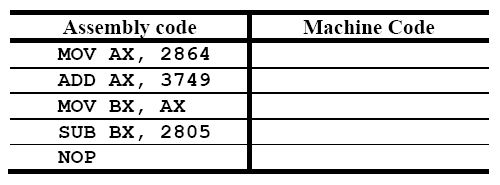 Assembly code Machine Code
MOV AX, 2864
ADD AX, 3749
MOV BX, AX
SUB BX, 2805
NOP